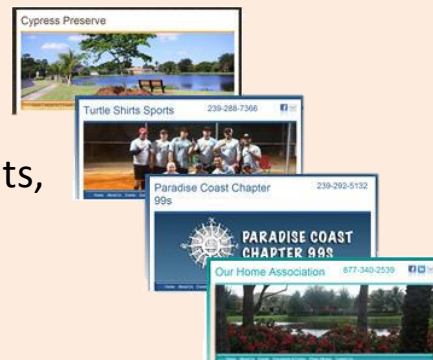 Cypress Preserve
Turtle Shirts Sports 239-288-7366
ts,
Paradise Coast Chapter 99s 239-292-5132
PARADISE COAST
CHAPTER 99S
Our Home Association 877-340-2539